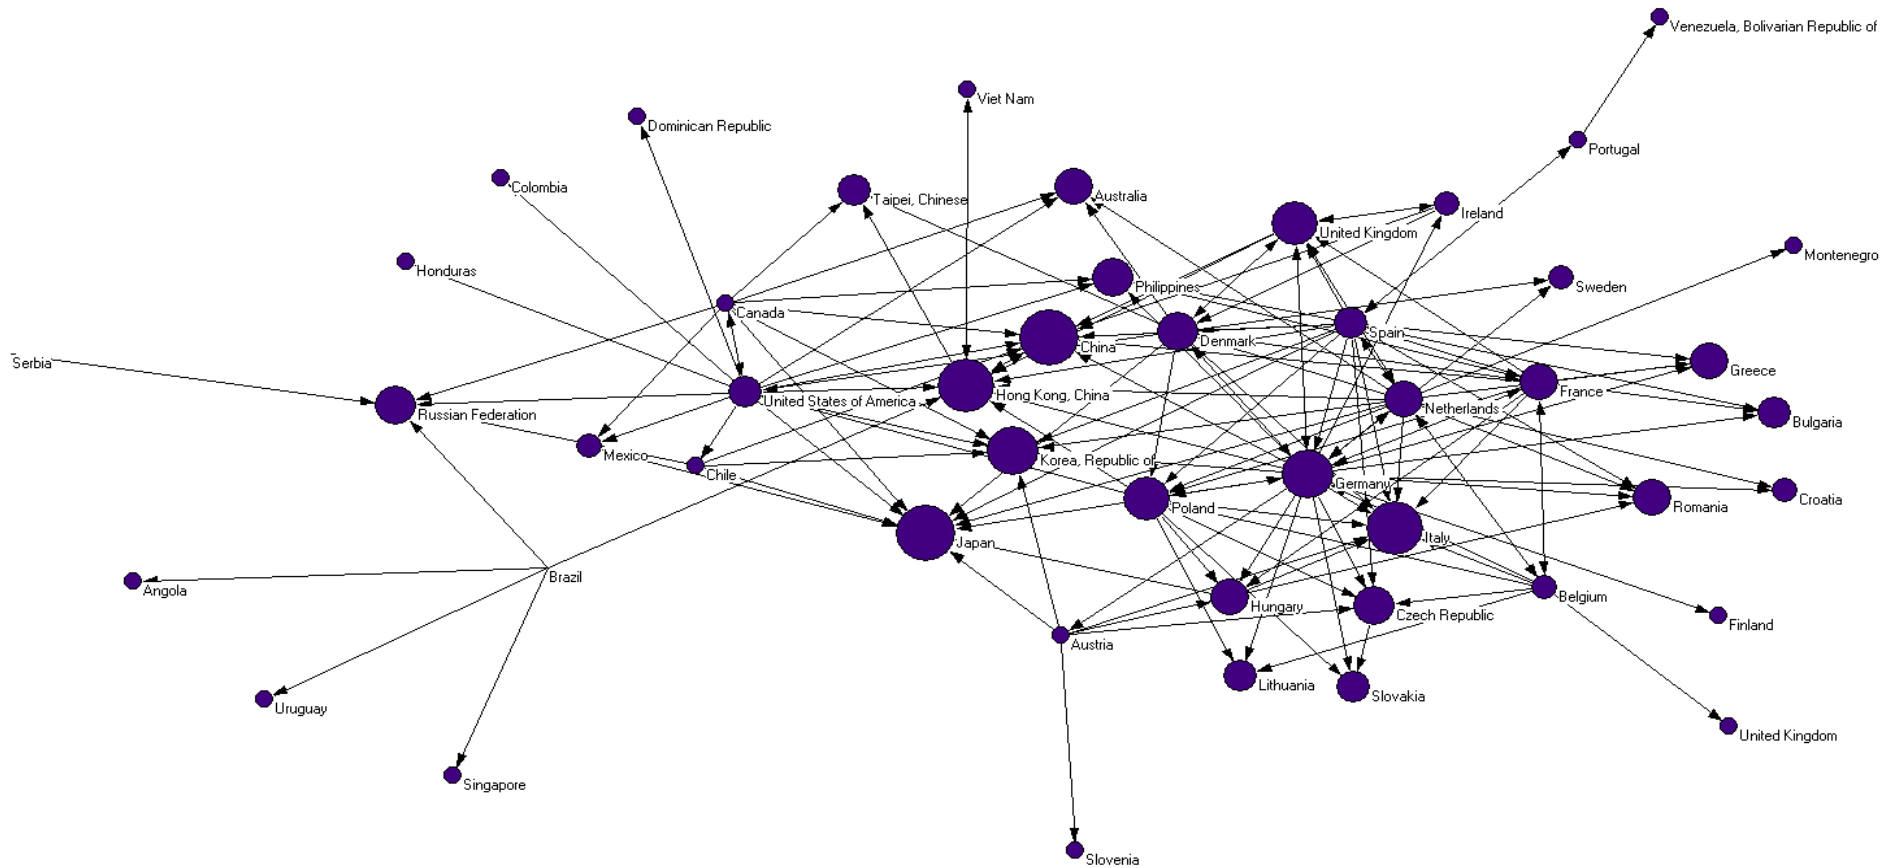 Venezuela, Bolivarian Republic of
Viet Nam
Dominican Republic
Portugal
Colombia
Taipei, Chinese
Australia
Ireland
United Kingdom
Montenegro
Honduras
Philippines
Sweden
Canada
Spain
China
Denmark
Serbia
Greece
United States of America
Hong Kong, China
France
Netherlands
Russian Federation
Bulgaria
Mexico
Korea, Republic of
Chile
Germany
Croatia
Poland
Romania
Italy
Japan
Brazil
Angola
Belgium
Hungary
Czech Republic
Finland
Austria
Lithuania
Slovakia
Uruguay
United Kingdom
Singapore
Slovenia